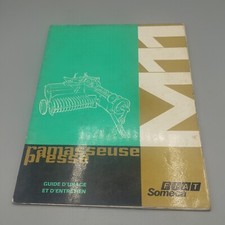 M11
ramasseuse
presse
GUIDE D'USAGE
ET D'ENTRETIEN
FIAT
Someca